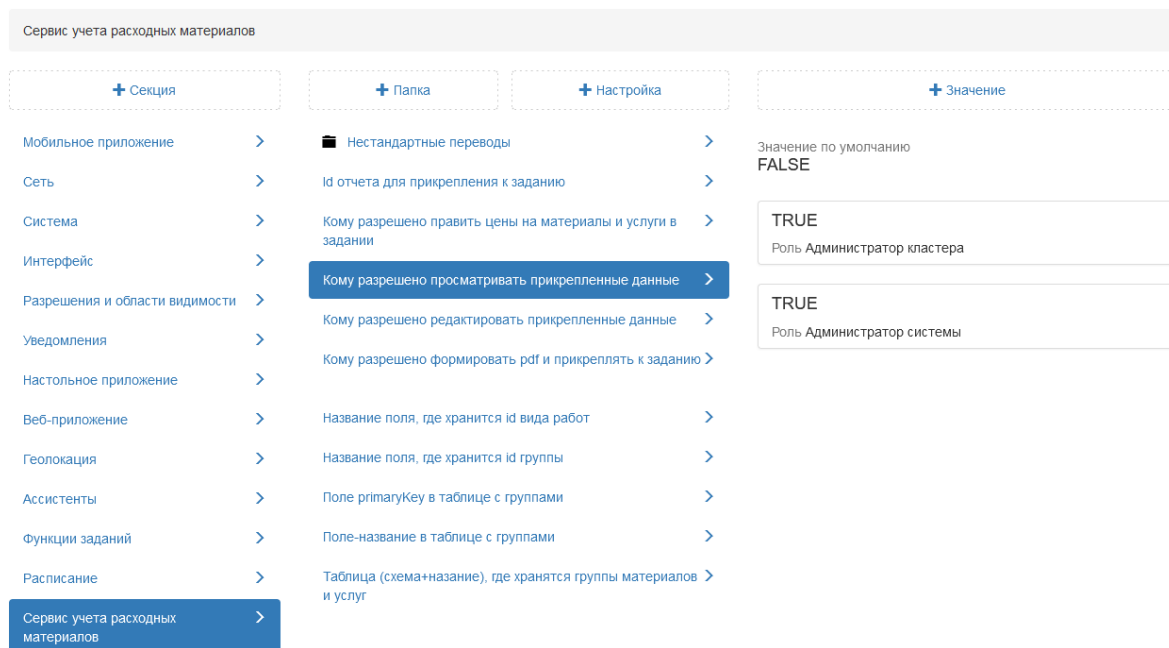 Сервис учета расходных материалов
Секция
Папка
Настройка
Значение
Мобильное приложение
Сеть
Система
Интерфейс
Разрешения и области видимости
Уведомления
Настольное приложение
Веб-приложение
Геолокация
Ассистенты
Функции заданий
Расписание
Сервис учета расходных
материалов
Нестандартные переводы
Id отчета для прикрепления к заданию
Кому разрешено править цены на материалы и услуги в
задании
Кому разрешено просматривать прикрепленные данные
Кому разрешено редактировать прикрепленные данные
Кому разрешено формировать pdf и прикреплять к заданию
Название поля, где хранится id вида работ
Название поля, где хранится id группы
Поле primaryKey в таблице с группами
Поле-название в таблице с группами
Таблица (схема+назание), где хранятся группы материалов
и услуг
Значение по умолчанию
FALSE
TRUE
Роль Администратор кластера
TRUE
Роль Администратор системы